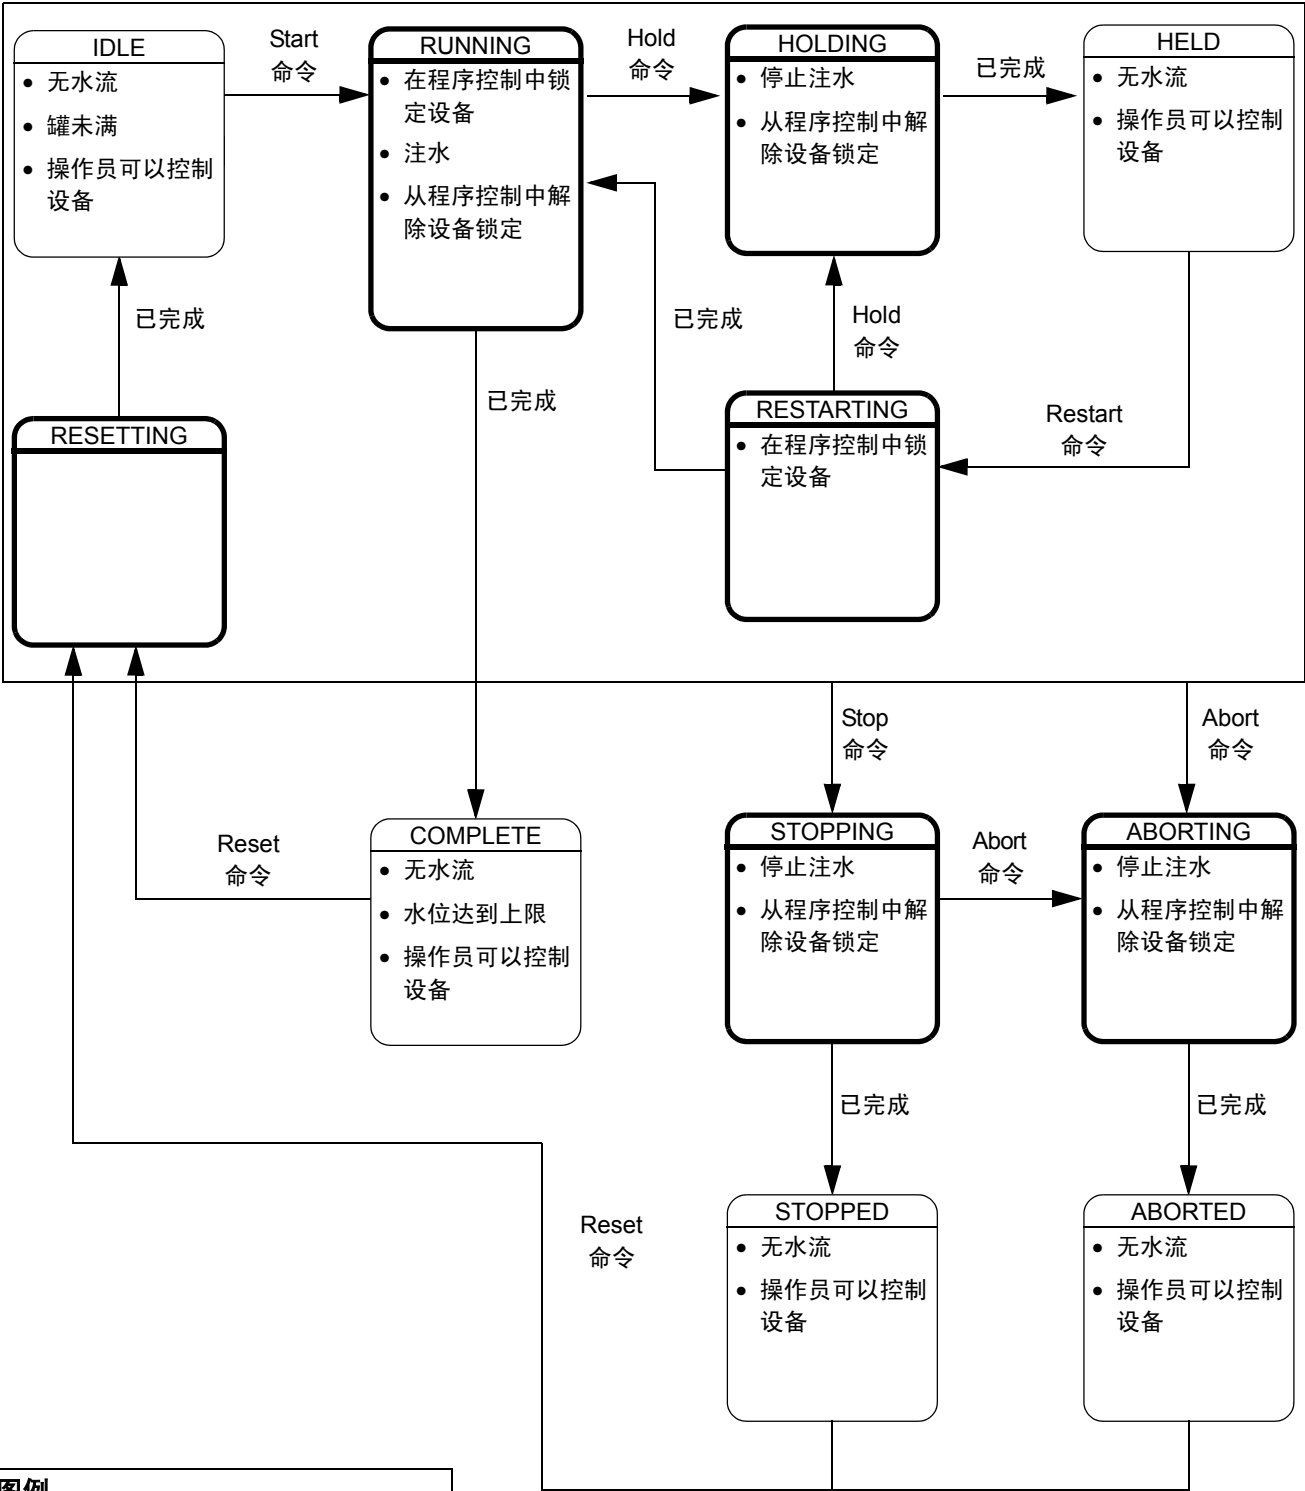 IDLE
• 无水流
• 罐未满
• 操作员可以控制
设备
Start
命令
RUNNING
• 在程序控制中锁
定设备
• 注水
• 从程序控制中解
除设备锁定
Hold
命令
HOLDING
• 停止注水
• 从程序控制中解
除设备锁定
已完成
HELD
• 无水流
• 操作员可以控制
设备
已完成
已完成
Hold
命令
已完成
RESETTING
RESTARTING
• 在程序控制中锁
定设备
Restart
命令
Stop
命令
Abort
命令
Reset
命令
COMPLETE
• 无水流
• 水位达到上限
• 操作员可以控制
设备
STOPPING
• 停止注水
• 从程序控制中解
除设备锁定
Abort
命令
ABORTING
• 停止注水
• 从程序控制中解
除设备锁定
已完成
已完成
Reset
命令
STOPPED
• 无水流
• 操作员可以控制
设备
ABORTED
• 无水流
• 操作员可以控制
设备
图例